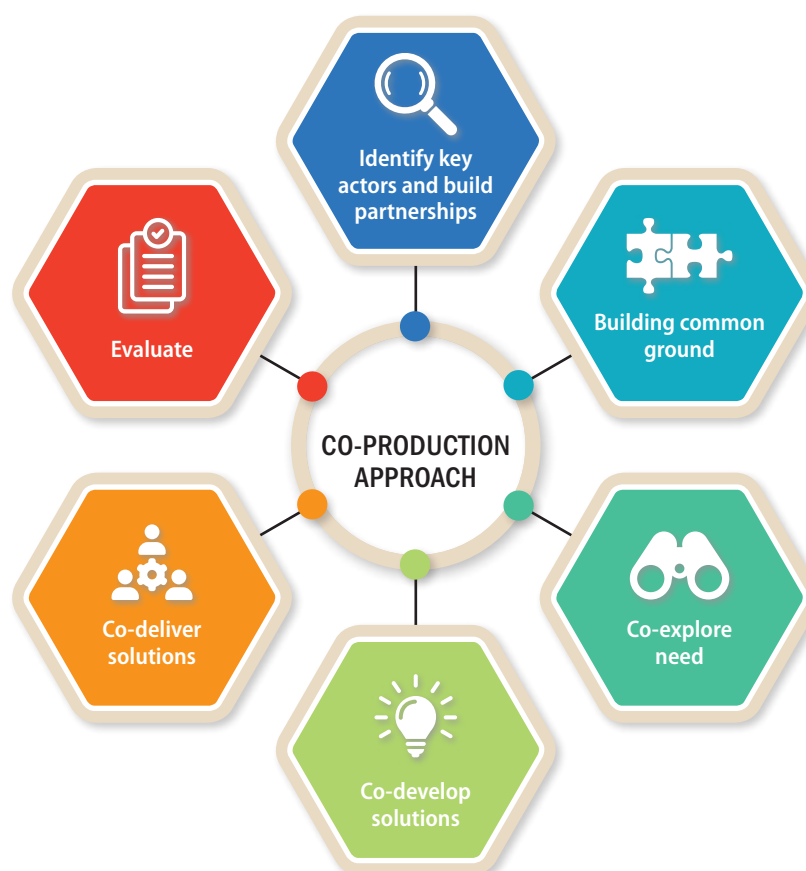 Identify key
actors and build
partnerships
Building common
ground
Co-explore
need
Co-develop
solutions
Co-deliver
solutions
Evaluate
CO-PRODUCTION
APPROACH